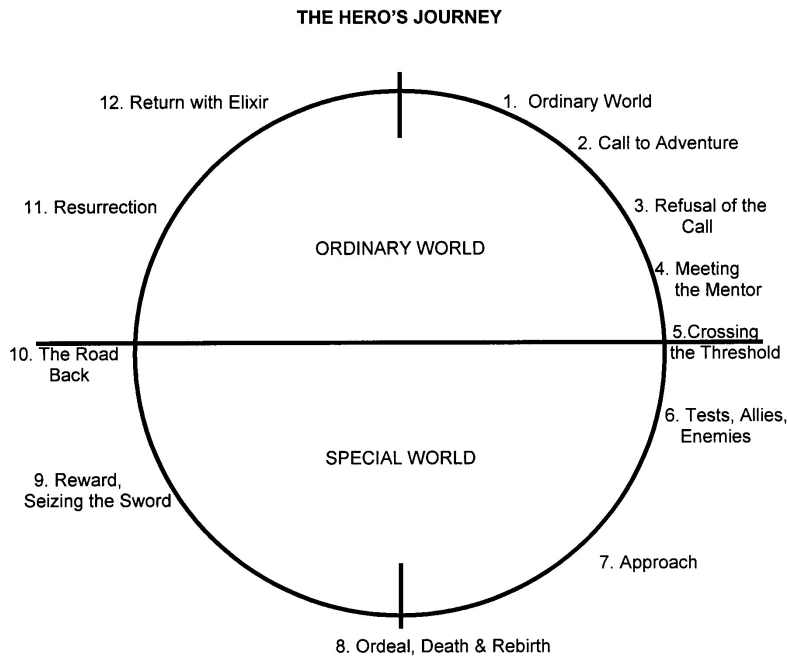 THE HERO'S JOURNEY
12. Return with Elixir
1. Ordinary World
2. Call to Adventure
11. Resurrection
3. Refusal of the
Call
ORDINARY WORLD
4. Meeting
the Mentor
5.Crossing
the Threshold
10. The Road
Back
6. Tests, Allies,
Enemies
SPECIAL WORLD
9. Reward,
Seizing the Sword
7. Approach
8. Ordeal, Death & Rebirth